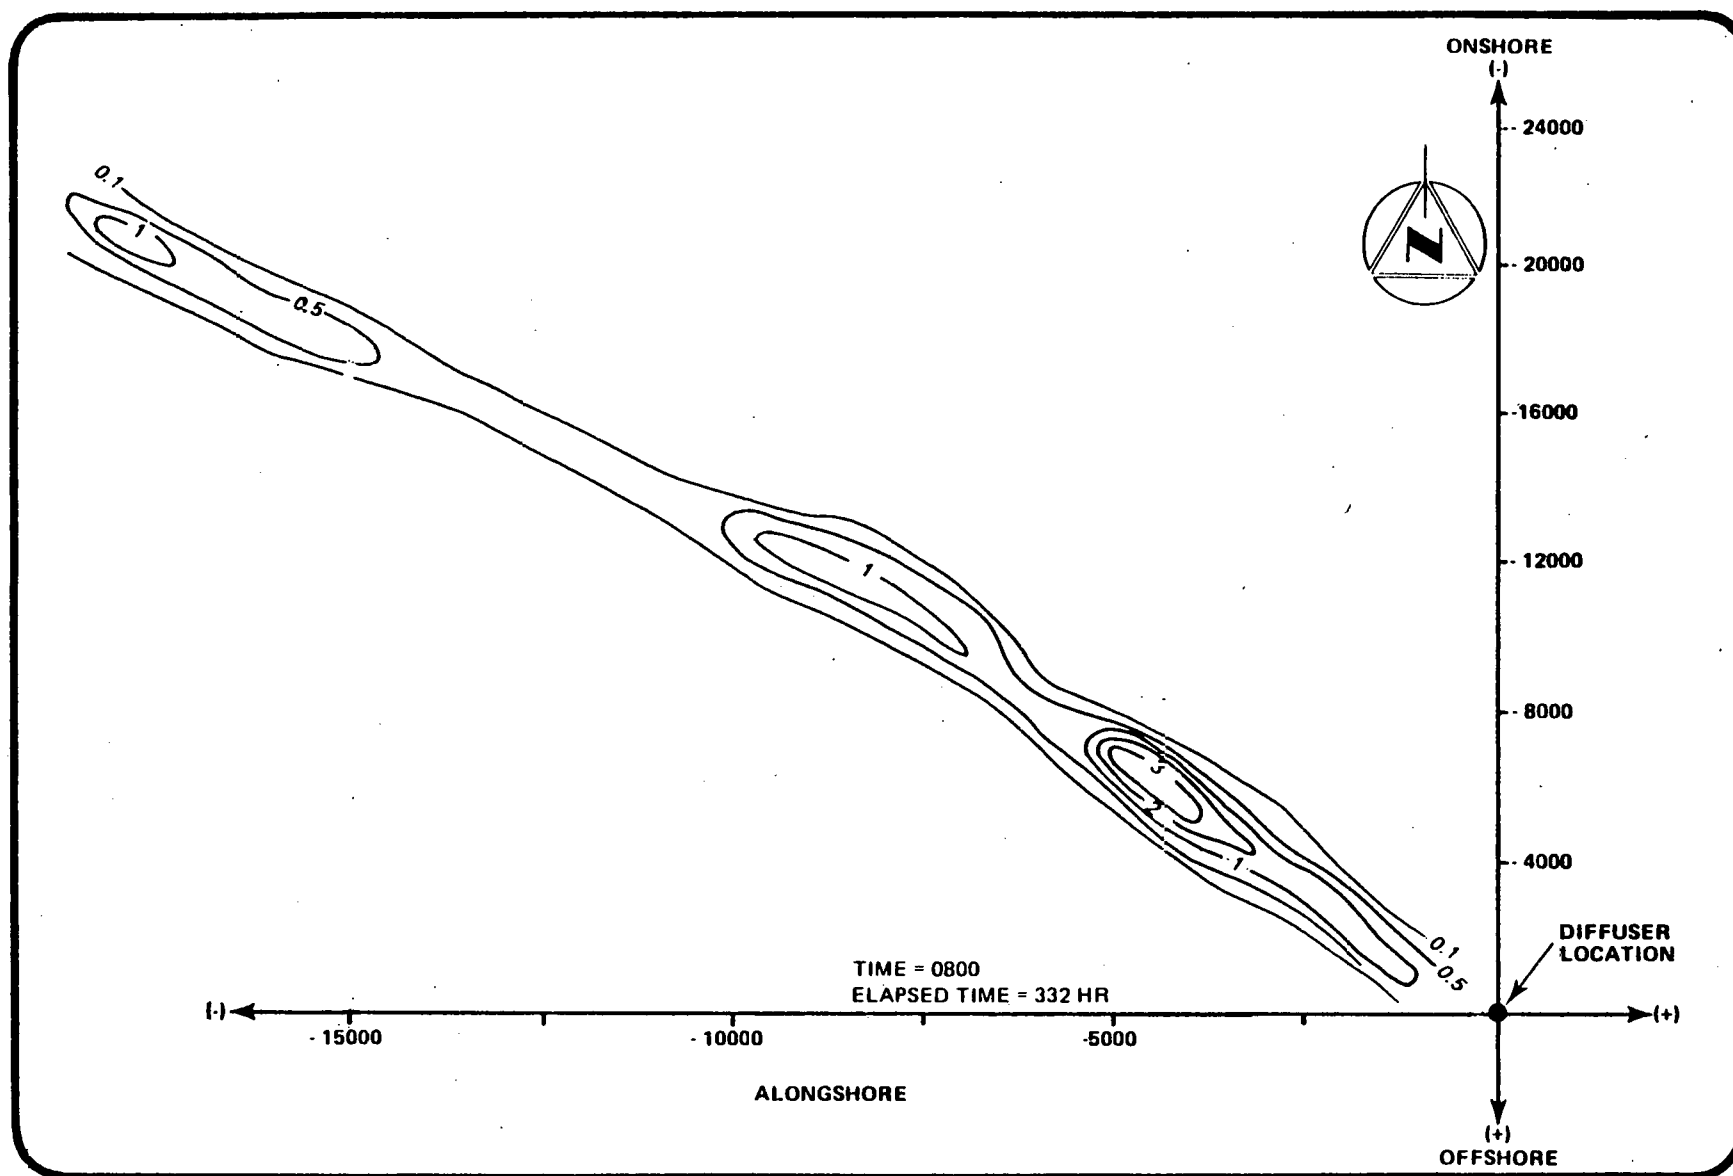 ONSHORE
(-)
-- 24000
0.1
1
Z
-- 20000
0.5
-- 16000
1
-- 12000
-- 8000
3
2
1
-- 4000
0.1
0.5
DIFFUSER
LOCATION
TIME = 0800
ELAPSED TIME = 332 HR
(-)
(+)
- 15000
- 10000
-5000
ALONGSHORE
(+)
OFFSHORE